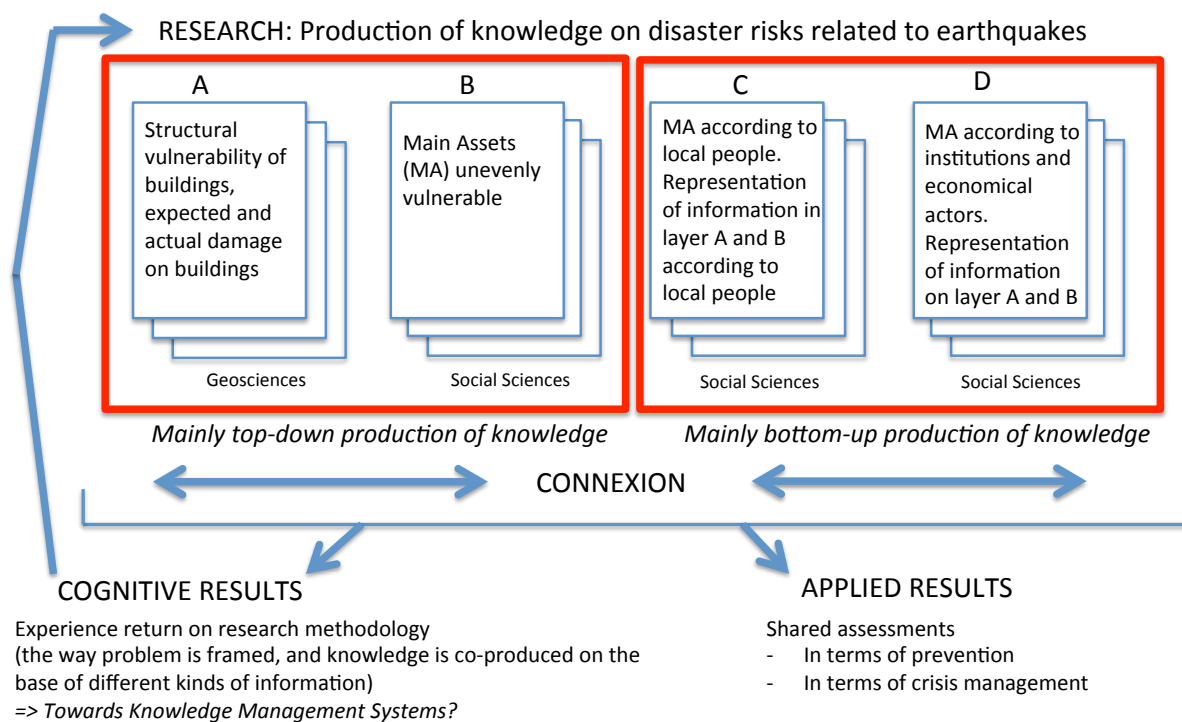 RESEARCH: Production of knowledge on disaster risks related to earthquakes
A
Structural
vulnerability of
buildings,
expected and
actual damage
on buildings
Geosciences
B
Main Assets
(MA) unevenly
vulnerable
Social Sciences
C
MA according to
local people.
Representation
of information in
layer A and B
according to
local people
Social Sciences
D
MA according to
institutions and
economical
actors.
Representation
of information
on layer A and B
Social Sciences
Mainly top-down production of knowledge
Mainly bottom-up production of knowledge
CONNEXION
COGNITIVE RESULTS
Experience return on research methodology
(the way problem is framed, and knowledge is co-produced on the
base of different kinds of information)
=> Towards Knowledge Management Systems?
APPLIED RESULTS
Shared assessments
- In terms of prevention
- In terms of crisis management